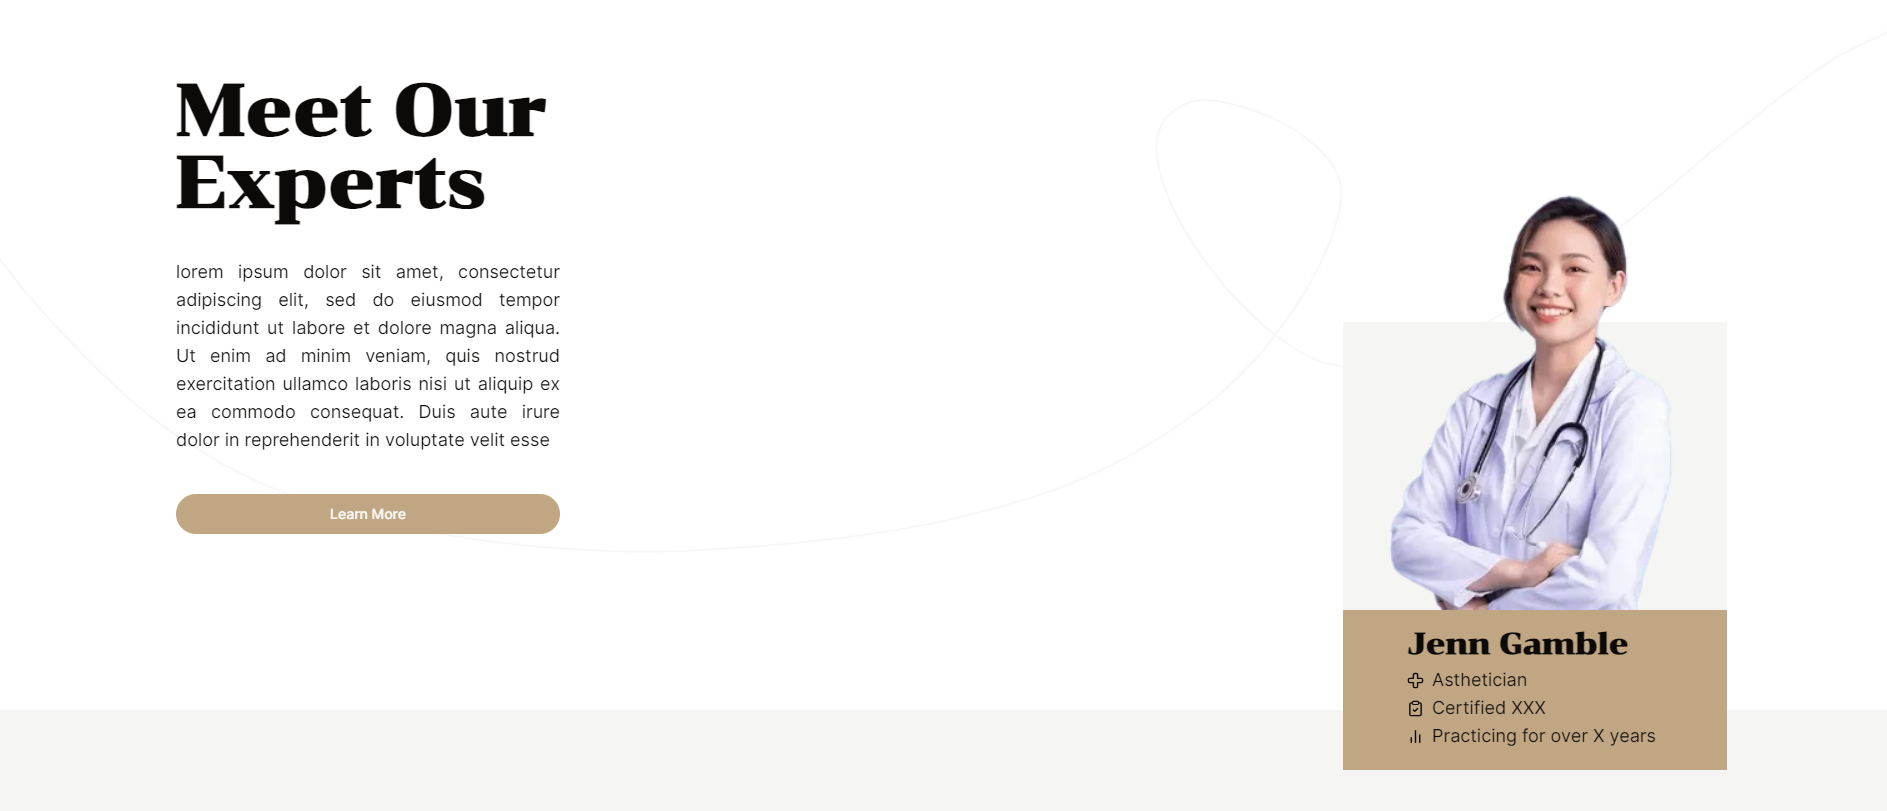 Meet Our
Experts
lorem ipsum dolor sit amet, consectetur
adipiscing elit, sed do eiusmod tempor
incididunt ut labore et dolore magna aliqua.
Ut enim ad minim veniam, quis nostrud
exercitation ullamco laboris nisi ut aliquip ex
ea commodo consequat. Duis aute irure
dolor in reprehenderit in voluptate velit esse
Learn More
Jenn Gamble
Asthetician
Certified XXX
Practicing for over X years